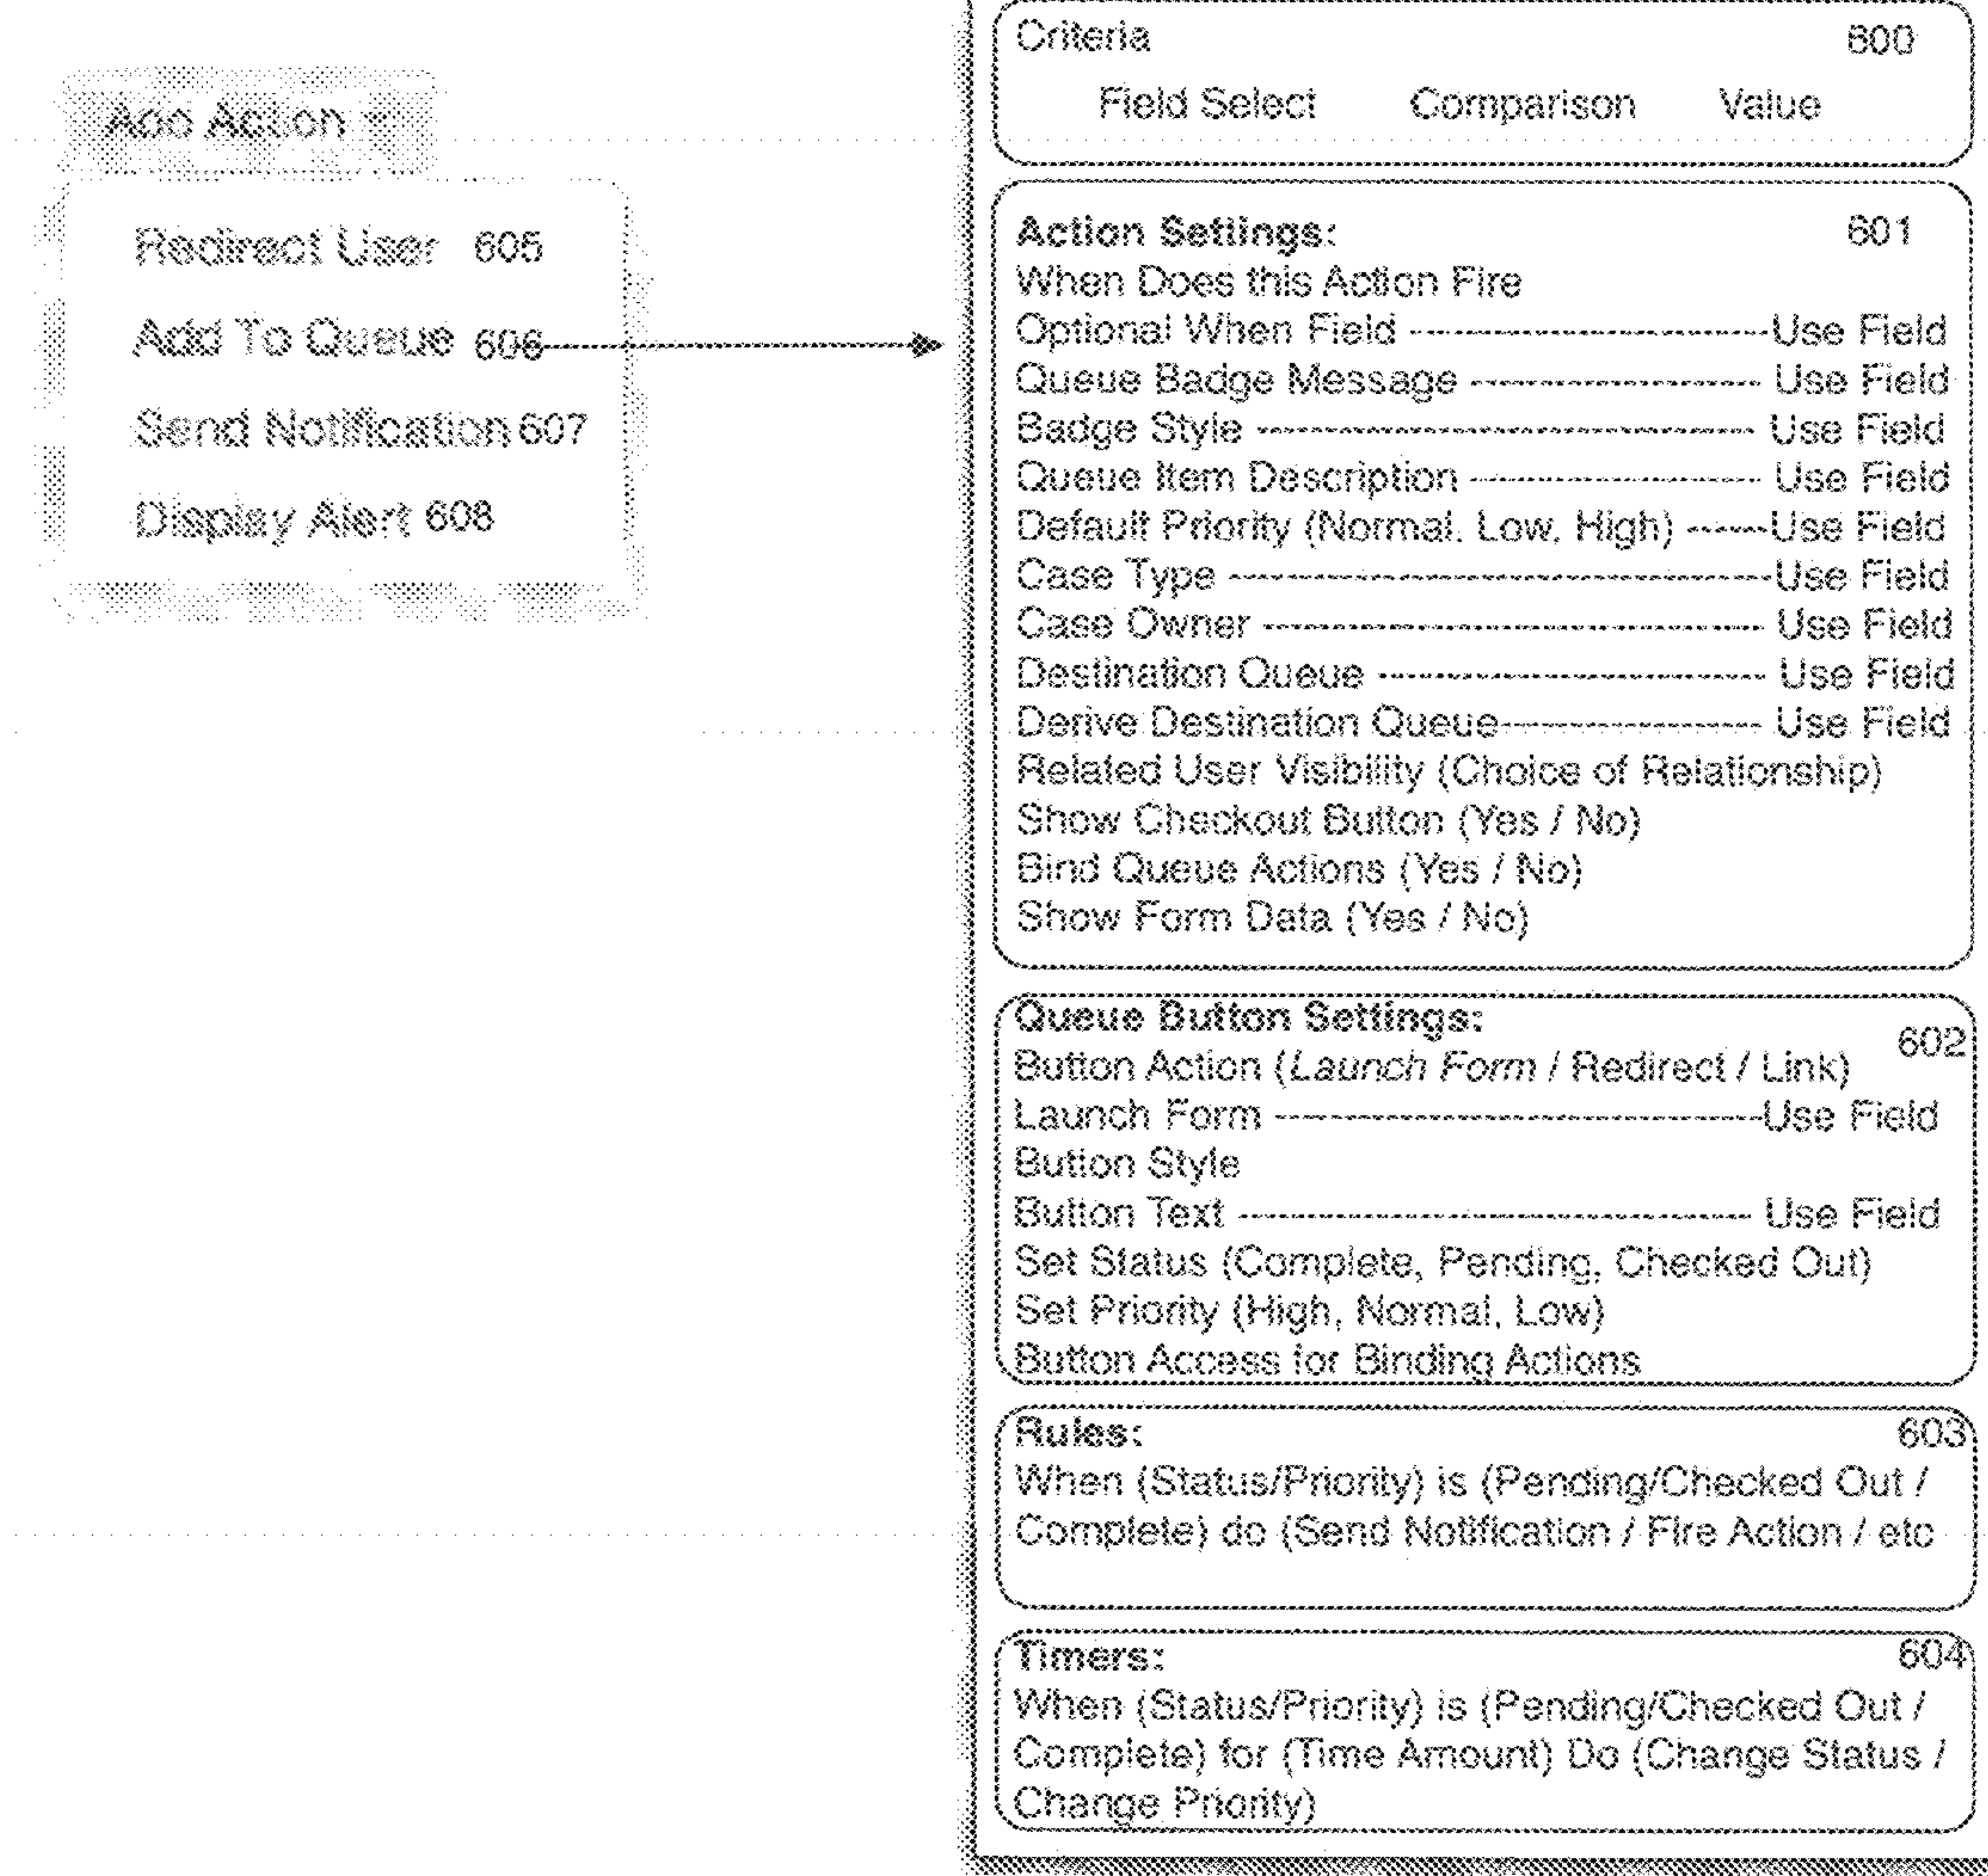 Add Action
Redirect User 605
Add To Queue 606
Send Notification 607
Display Alert 608
Criteria 600
Field Select Comparison Value
Action Settings: 601
When Does this Action Fire
Optional When Field ---------------------- Use Field
Queue Badge Message ------------------ Use Field
Badge Style ------------------------------- Use Field
Queue Item Description ------------------ Use Field
Default Priority (Normal, Low, High) ------ Use Field
Case Type ---------------------------------- Use Field
Case Owner ------------------------------- Use Field
Destination Queue ------------------------ Use Field
Derive Destination Queue ---------------- Use Field
Related User Visibility (Choice of Relationship)
Show Checkout Button (Yes / No)
Bind Queue Actions (Yes / No)
Show Form Data (Yes / No)
Queue Button Settings: 602
Button Action (Launch Form / Redirect / Link)
Launch Form ------------------------------ Use Field
Button Style
Button Text -------------------------------- Use Field
Set Status (Complete, Pending, Checked Out)
Set Priority (High, Normal, Low)
Button Access for Binding Actions
Rules: 603
When (Status/Priority) is (Pending/Checked Out /
Complete) do (Send Notification / Fire Action / etc
Timers: 604
When (Status/Priority) is (Pending/Checked Out /
Complete) for (Time Amount) Do (Change Status /
Change Priority)